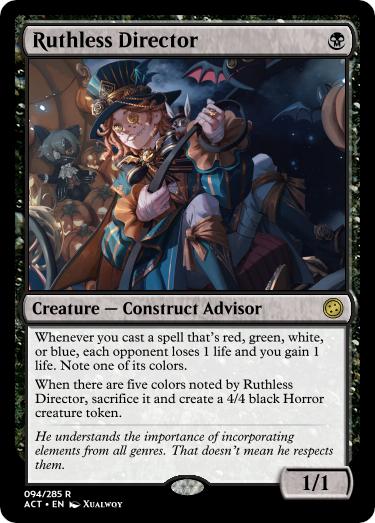 Ruthless Director
Creature — Construct Advisor
Whenever you cast a spell that's red, green, white,
or blue, each opponent loses 1 life and you gain 1
life. Note one of its colors.
When there are five colors noted by Ruthless
Director, sacrifice it and create a 4/4 black Horror
creature token.
He understands the importance of incorporating
elements from all genres. That doesn't mean he respects
them.
1/1
094/285 R
ACT • EN XUALWOY